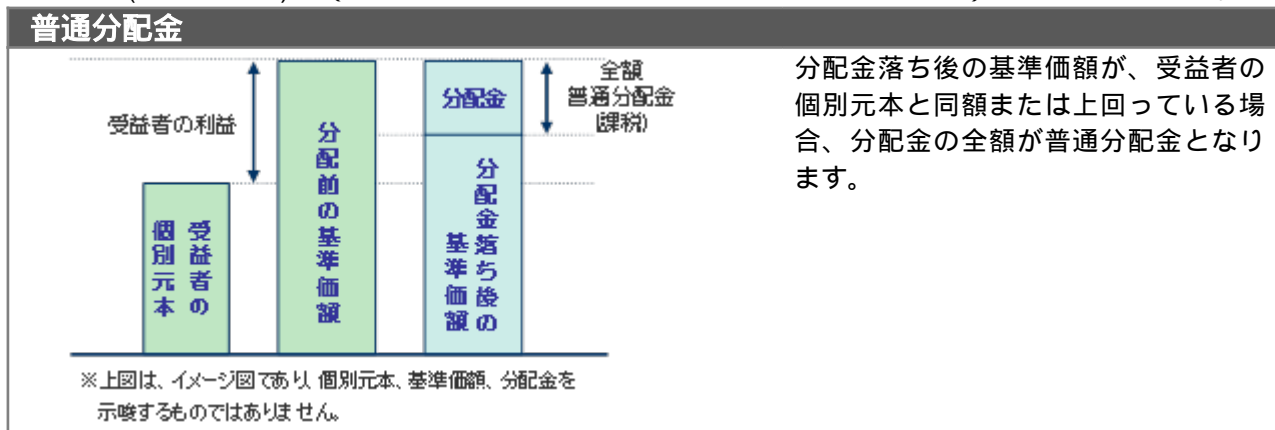 普通分配金
受益者の利益
受益者の
個別元本
分配前の基準価額
分配金
分配金落ち後の
基準価額
全額
普通分配金
(課税)
※上図は、イメージ図であり、個別元本、基準価額、分配金を
示唆するものではありません。
分配金落ち後の基準価額が、受益者の
個別元本と同額または上回っている場
合、分配金の全額が普通分配金となり
ます。